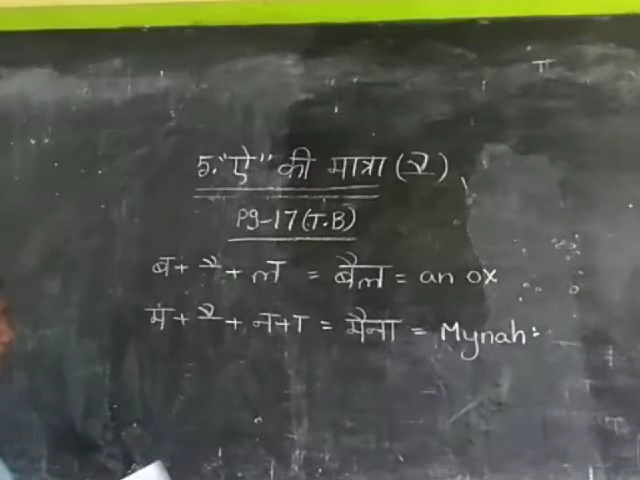 5. "ऐ" की मात्रा (ै)
Pg-17 (T.B)
ब + ै + ल = बैल = an ox
म + ै + न + ा = मैना = Mynah: